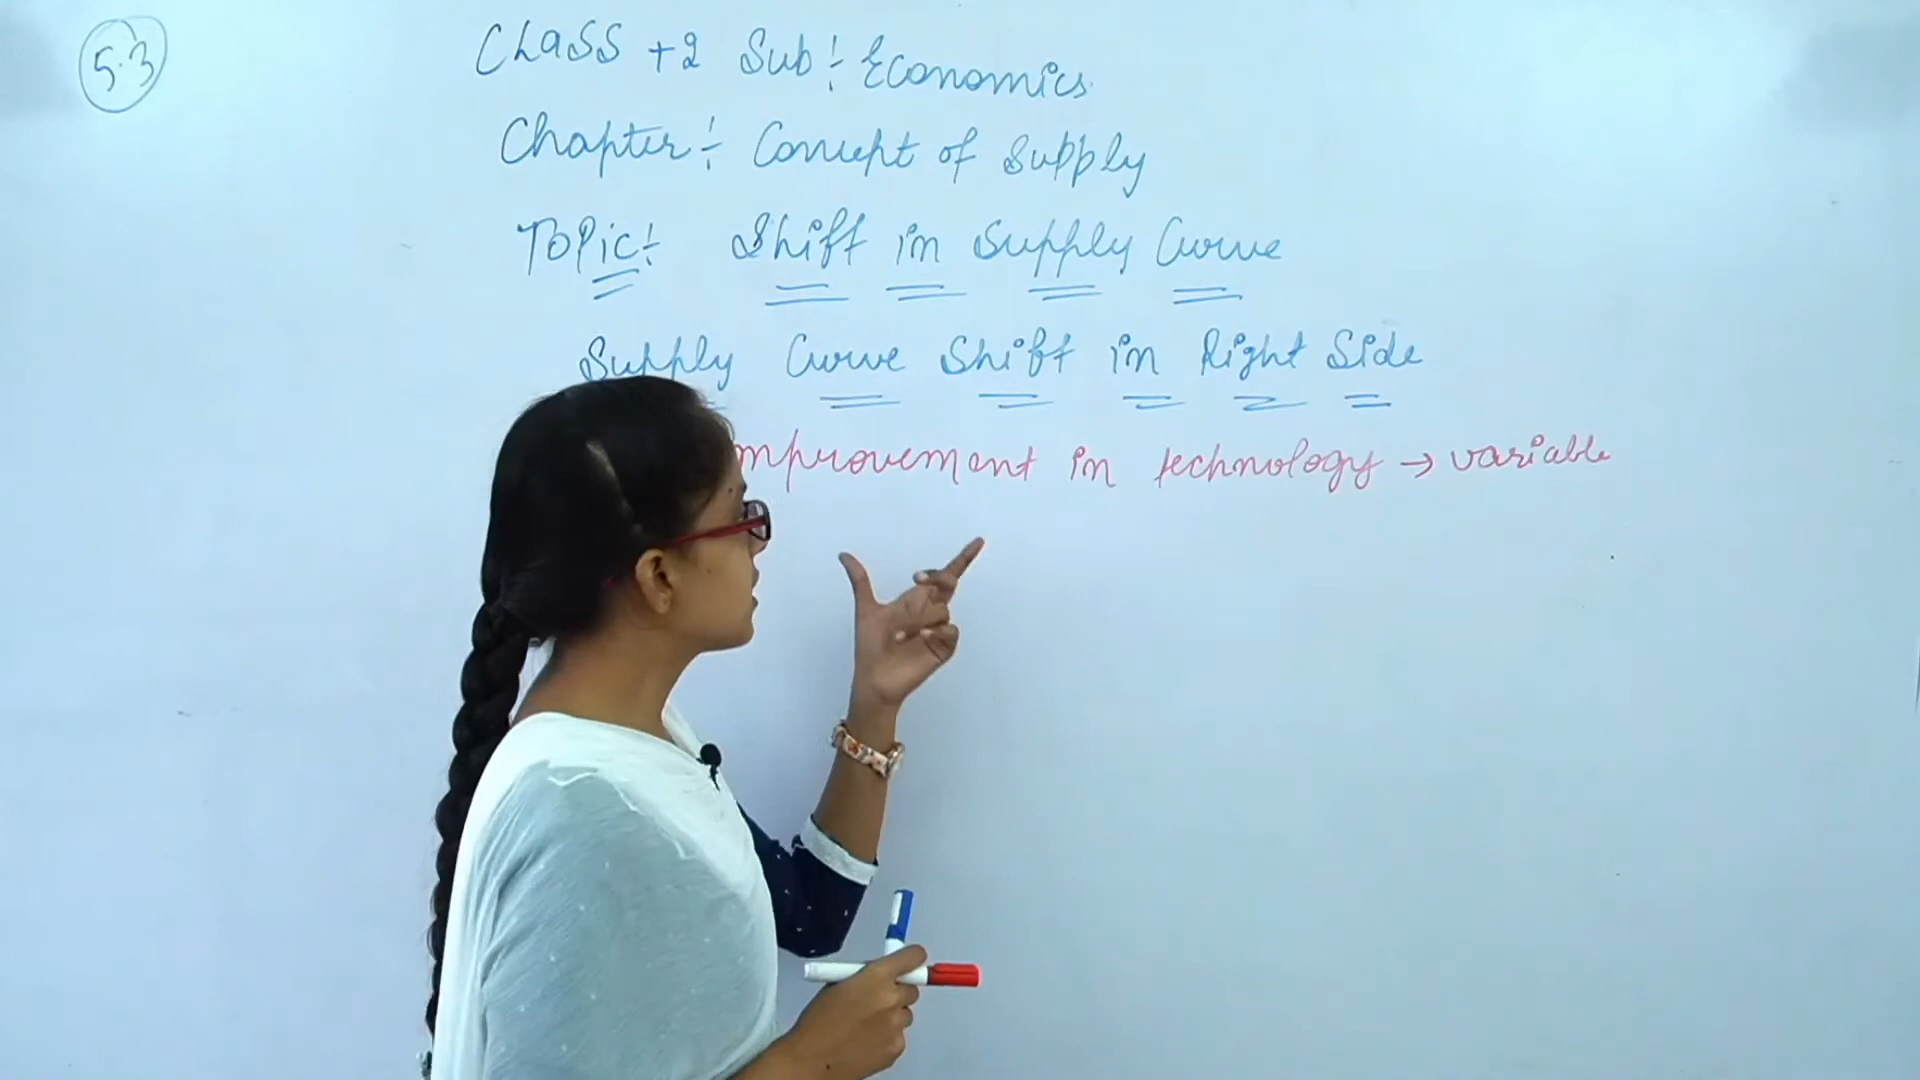 5.3
Class +2 Sub:- Economics
Chapter:- Concept of Supply
Topic:- Shift in Supply Curve
Supply Curve Shift in Right Side
mprovement in technology → variable